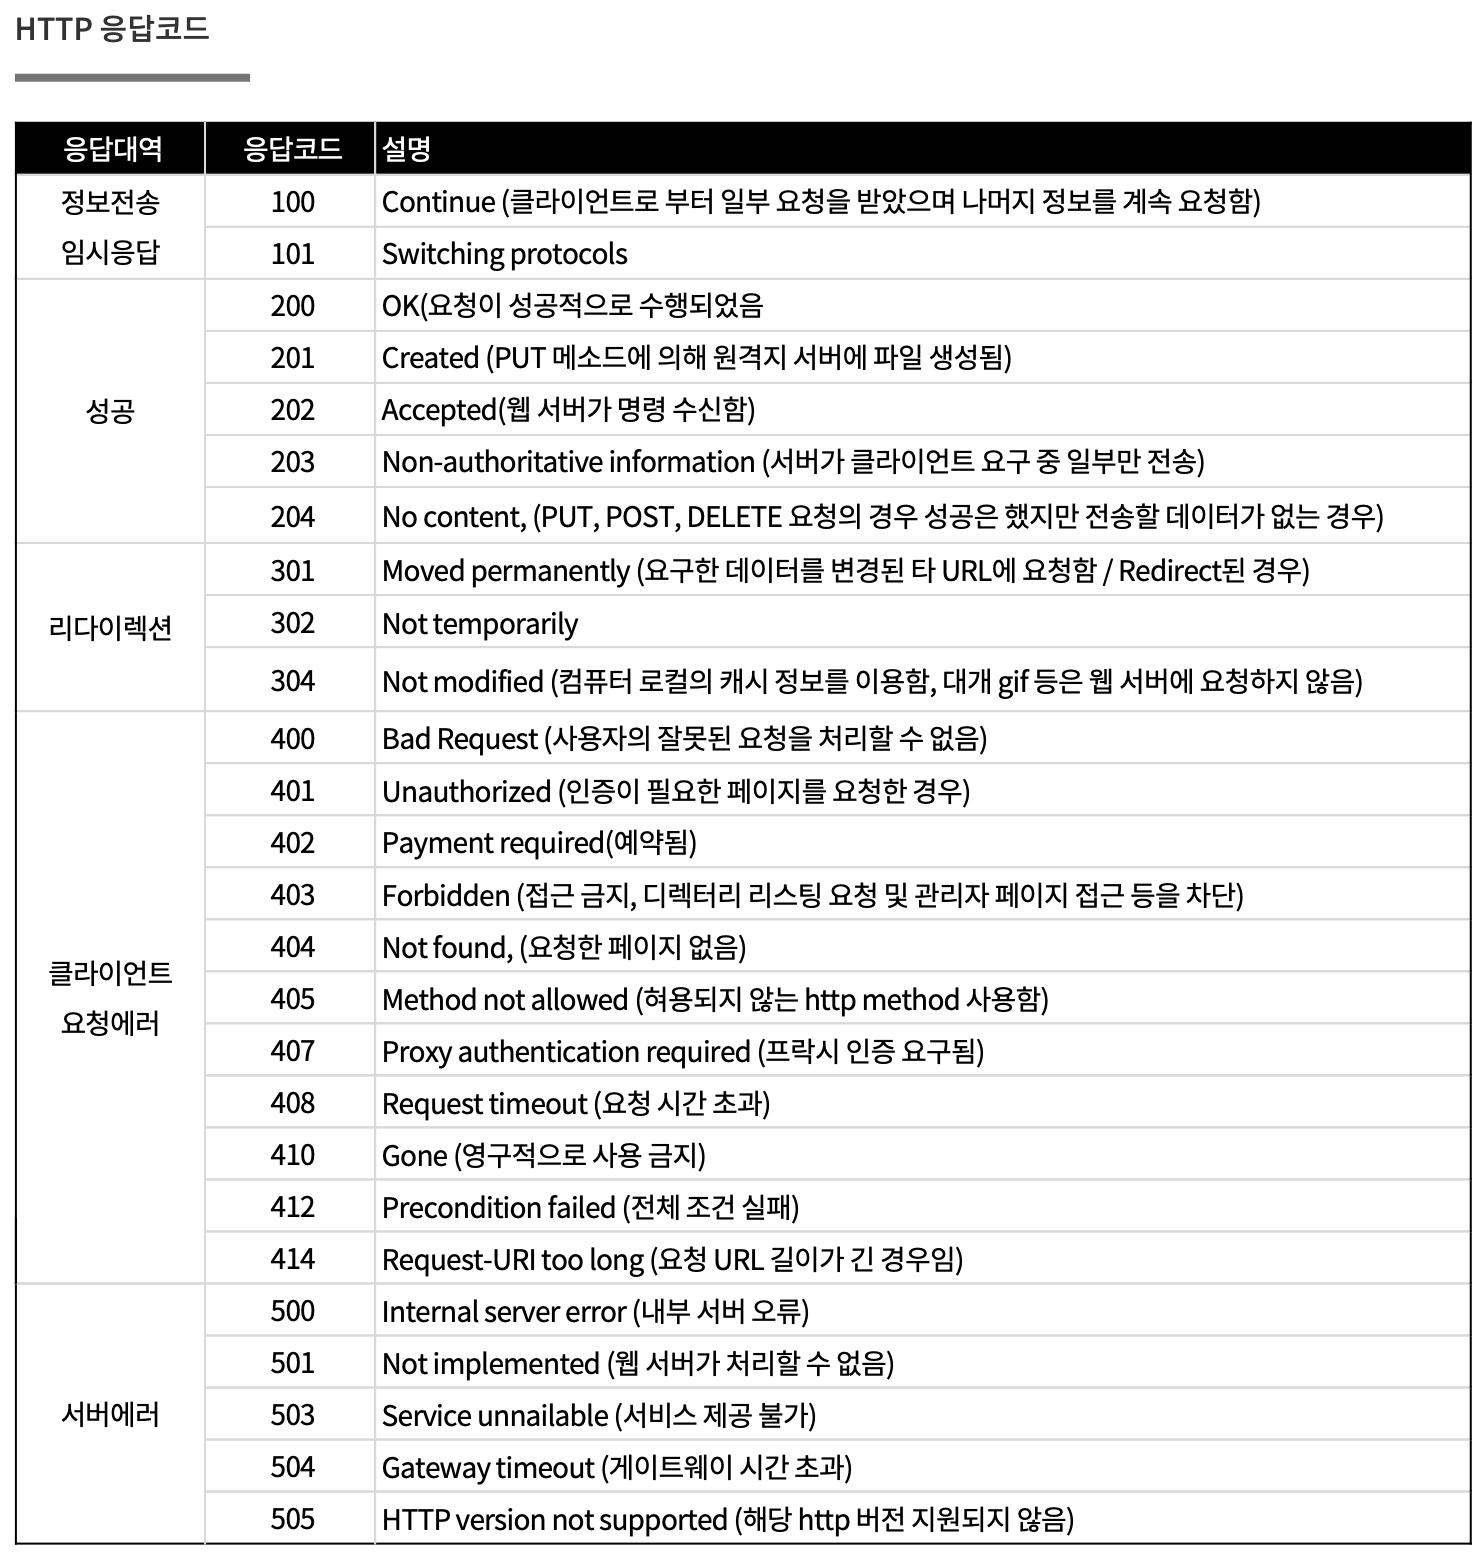 HTTP 응답코드
응답대역 응답코드 설명
정보전송
임시응답
100 Continue (클라이언트로 부터 일부 요청을 받았으며 나머지 정보를 계속 요청함)
101 Switching protocols
성공
200 OK(요청이 성공적으로 수행되었음
201 Created (PUT 메소드에 의해 원격지 서버에 파일 생성됨)
202 Accepted(웹 서버가 명령 수신함)
203 Non-authoritative information (서버가 클라이언트 요구 중 일부만 전송)
204 No content, (PUT, POST, DELETE 요청의 경우 성공은 했지만 전송할 데이터가 없는 경우)
리다이렉션
301 Moved permanently (요구한 데이터를 변경된 타 URL에 요청함 / Redirect된 경우)
302 Not temporarily
304 Not modified (컴퓨터 로컬의 캐시 정보를 이용함, 대개 gif 등은 웹 서버에 요청하지 않음)
클라이언트
요청에러
400 Bad Request (사용자의 잘못된 요청을 처리할 수 없음)
401 Unauthorized (인증이 필요한 페이지를 요청한 경우)
402 Payment required(예약됨)
403 Forbidden (접근 금지, 디렉터리 리스팅 요청 및 관리자 페이지 접근 등을 차단)
404 Not found, (요청한 페이지 없음)
405 Method not allowed (혀용되지 않는 http method 사용함)
407 Proxy authentication required (프락시 인증 요구됨)
408 Request timeout (요청 시간 초과)
410 Gone (영구적으로 사용 금지)
412 Precondition failed (전체 조건 실패)
414 Request-URI too long (요청 URL 길이가 긴 경우임)
서버에러
500 Internal server error (내부 서버 오류)
501 Not implemented (웹 서버가 처리할 수 없음)
503 Service unnailable (서비스 제공 불가)
504 Gateway timeout (게이트웨이 시간 초과)
505 HTTP version not supported (해당 http 버전 지원되지 않음)